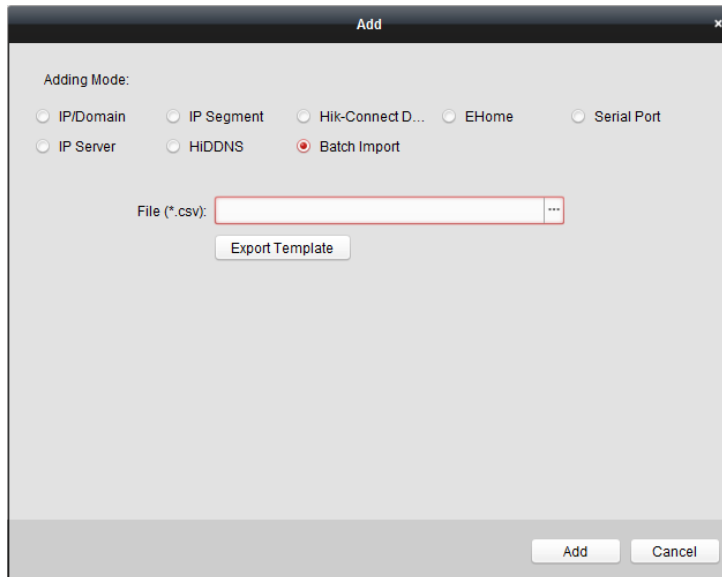 Add
×
Adding Mode:
IP/Domain IP Segment Hik-Connect D... EHome Serial Port
IP Server HiDDNS Batch Import
File (*.csv): ...
Export Template
Add Cancel